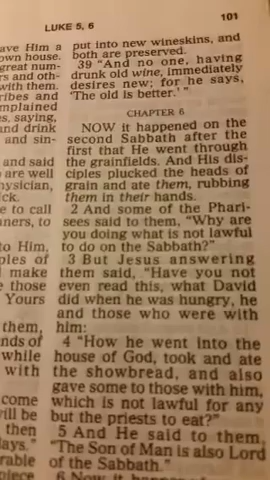 LUKE 5, 6
101
ave Him a
own house.
great num-
rs and oth-
with them.
ribes and
mplained
es, saying,
and drink
and sin-
and said
o are well
hysician,
ck.
e to call
nners, to
to Him,
ples of
make
e those
Yours
them,
nds of
while
with
come
vill be
then
lays."
rable
piece
put into new wineskins, and
both are preserved.
39 "And no one, having
drunk old wine, immediately
desires new; for he says,
'The old is better.' "
CHAPTER 6
NOW it happened on the
second Sabbath after the
first that He went through
the grainfields. And His dis-
ciples plucked the heads of
grain and ate them, rubbing
them in their hands.
2 And some of the Phari-
sees said to them, "Why are
you doing what is not lawful
to do on the Sabbath?"
3 But Jesus answering
them said, "Have you not
even read this, what David
did when he was hungry, he
and those who were with
him:
4 "How he went into the
house of God, took and ate
the showbread, and also
gave some to those with him,
which is not lawful for any
but the priests to eat?"
5 And He said to them,
"The Son of Man is also Lord
of the Sabbath."
6 Now it happened